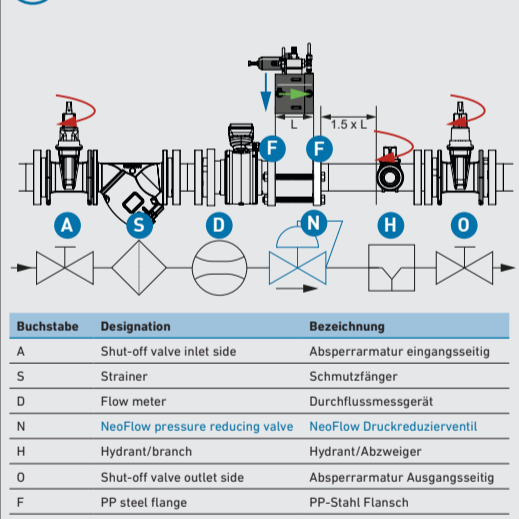 L
1.5 x L
F
F
A
S
D
N
H
O
Buchstabe Designation Bezeichnung
A Shut-off valve inlet side Absperrarmatur eingangsseitig
S Strainer Schmutzfänger
D Flow meter Durchflussmessgerät
N NeoFlow pressure reducing valve NeoFlow Druckreduzierventil
H Hydrant/branch Hydrant/Abzweiger
O Shut-off valve outlet side Absperrarmatur Ausgangsseitig
F PP steel flange PP-Stahl Flansch